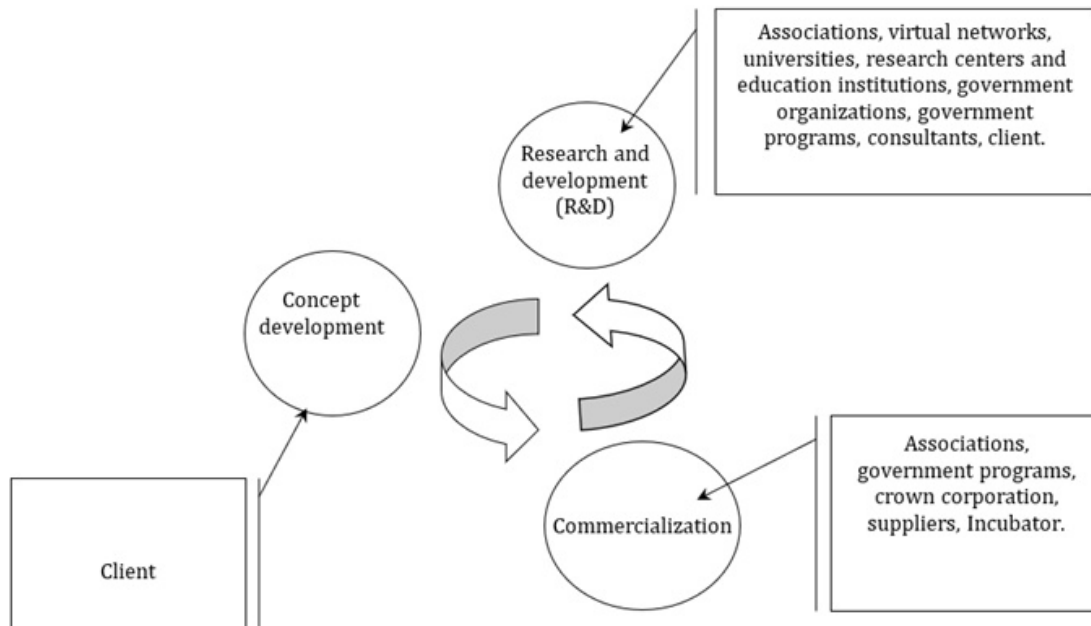 Associations, virtual networks,
universities, research centers and
education institutions, government
organizations, government
programs, consultants, client.
Research and
development
(R&D)
Concept
development
Associations,
government programs,
crown corporation,
suppliers, Incubator.
Commercialization
Client